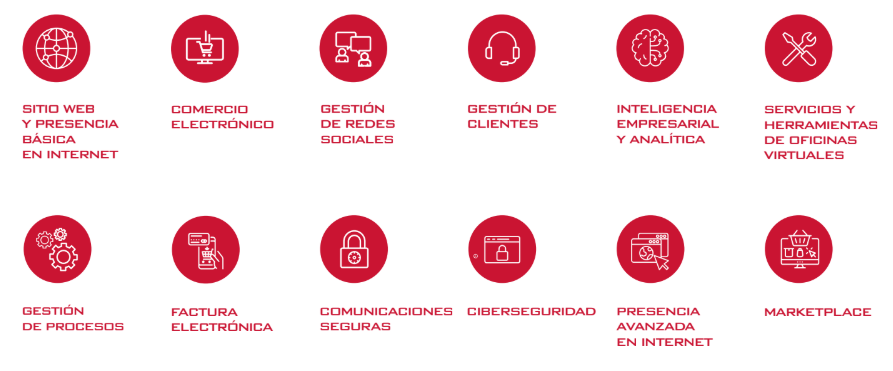 SITIO WEB
Y PRESENCIA
BÁSICA
EN INTERNET
COMERCIO
ELECTRÓNICO
GESTIÓN
DE REDES
SOCIALES
GESTIÓN DE
CLIENTES
INTELIGENCIA
EMPRESARIAL
Y ANALÍTICA
SERVICIOS Y
HERRAMIENTAS
DE OFICINAS
VIRTUALES
GESTIÓN
DE PROCESOS
FACTURA
ELECTRÓNICA
COMUNICACIONES
SEGURAS
CIBERSEGURIDAD
PRESENCIA
AVANZADA
EN INTERNET
MARKETPLACE